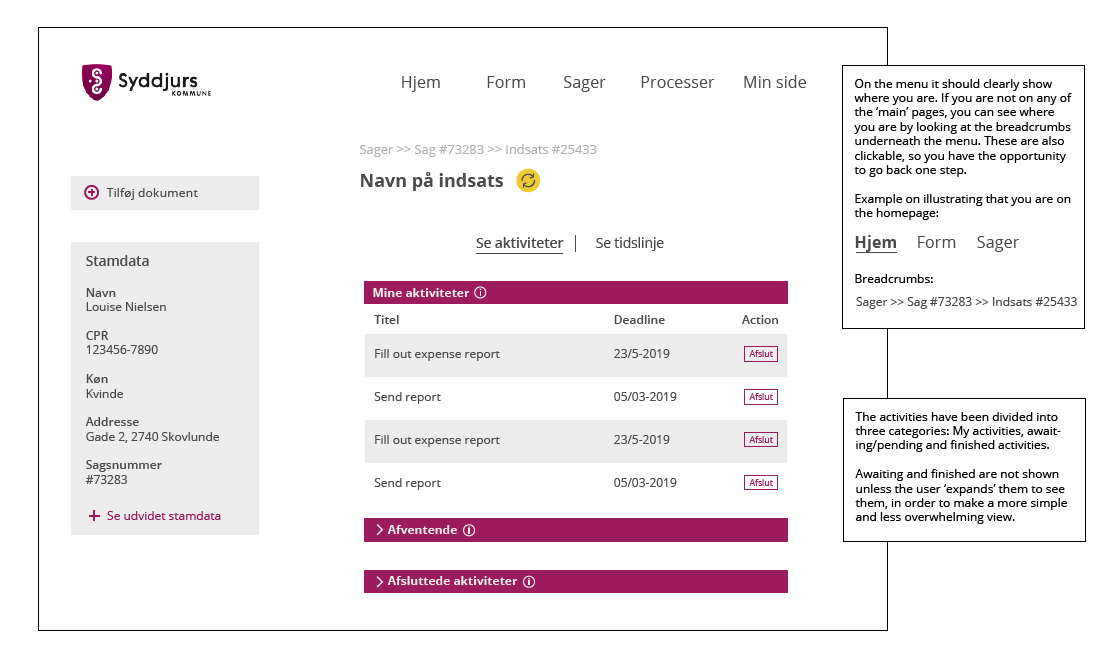 Syddjurs
KOMMUNE
Hjem Form Sager Processer Min side
Sager >> Sag #73283 >> Indsats #25433
Navn på indsats
Tilføj dokument
Stamdata
Navn
Louise Nielsen
CPR
123456-7890
Køn
Kvinde
Addresse
Gade 2, 2740 Skovlunde
Sagsnummer
#73283
Se udvidet stamdata
Se aktiviteter | Se tidslinje
Mine aktiviteter
Titel Deadline Action
Fill out expense report 23/5-2019 Afslut
Send report 05/03-2019 Afslut
Fill out expense report 23/5-2019 Afslut
Send report 05/03-2019 Afslut
Afventende
Afsluttede aktiviteter
On the menu it should clearly show
where you are. If you are not on any of
the ‘main’ pages, you can see where
you are by looking at the breadcrumbs
underneath the menu. These are also
clickable, so you have the opportunity
to go back one step.
Example on illustrating that you are on
the homepage:
Hjem Form Sager
Breadcrumbs:
Sager >> Sag #73283 >> Indsats #25433
The activities have been divided into
three categories: My activities, await-
ing/pending and finished activities.
Awaiting and finished are not shown
unless the user ‘expands’ them to see
them, in order to make a more simple
and less overwhelming view.